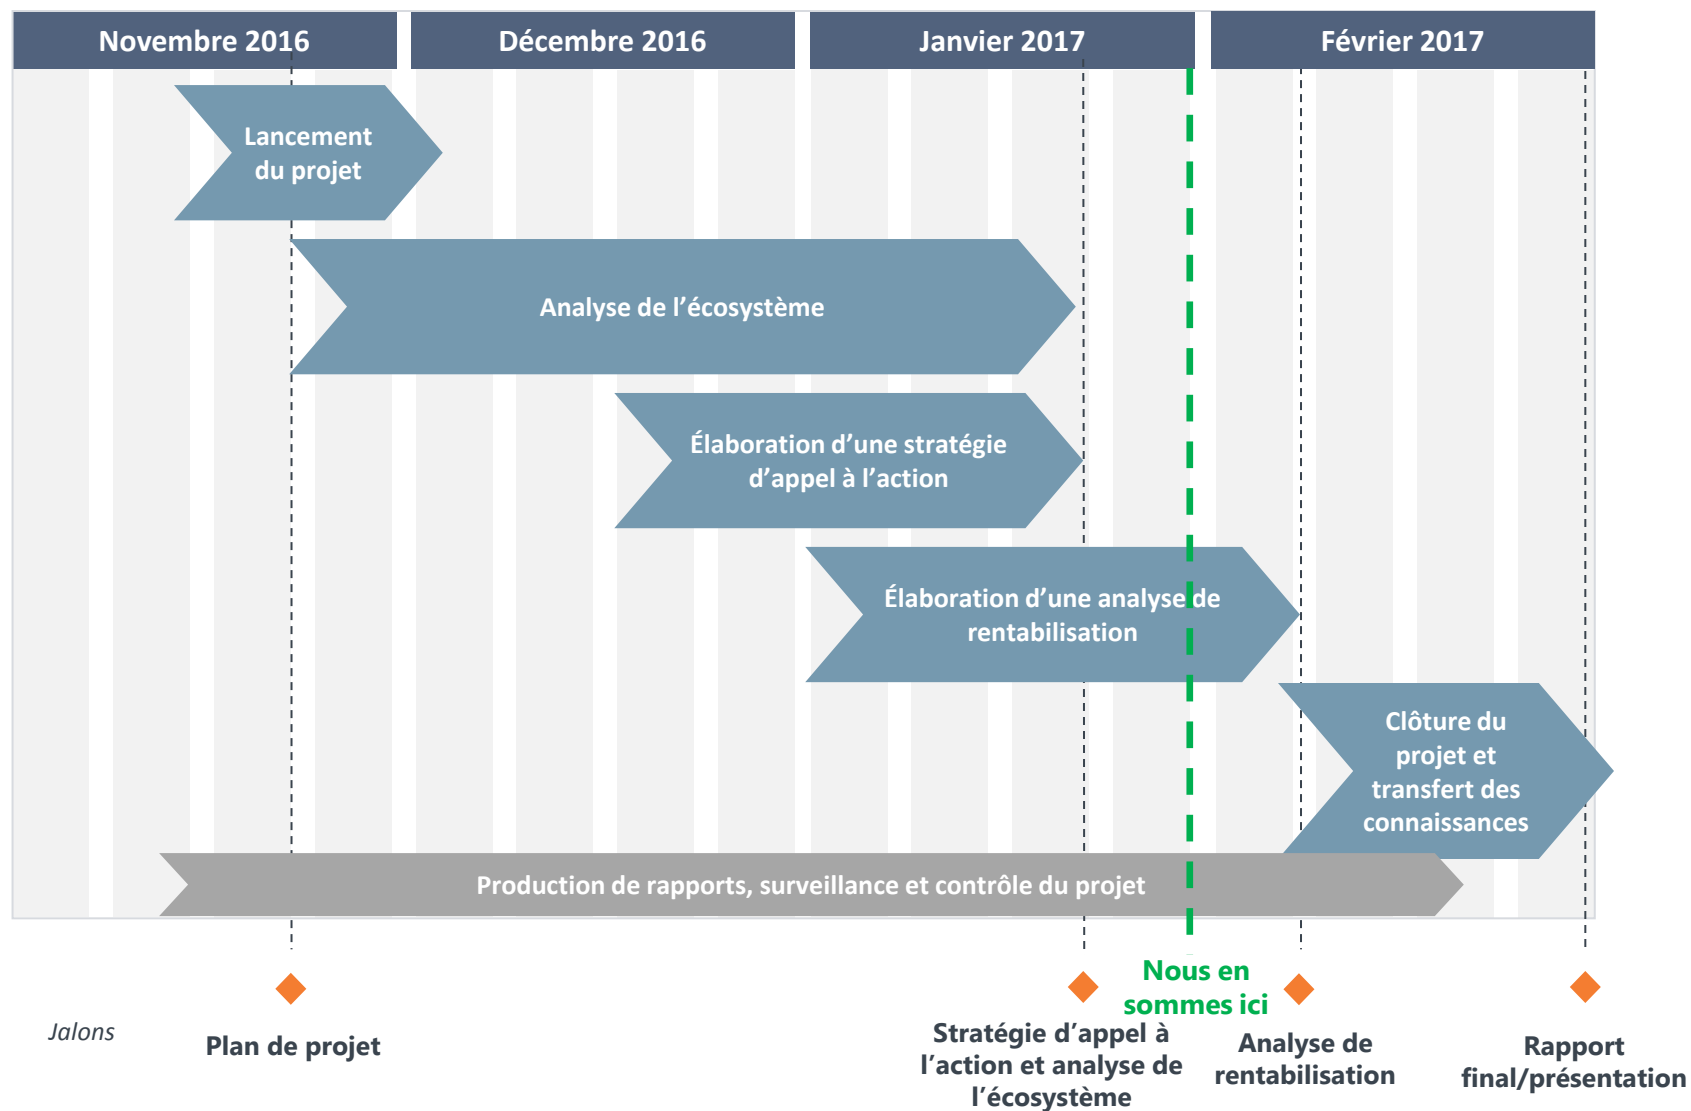 Novembre 2016
Décembre 2016
Janvier 2017
Février 2017
Lancement
du projet
Analyse de l’écosystème
Élaboration d’une stratégie
d’appel à l’action
Élaboration d’une analyse de
rentabilisation
Clôture du
projet et
transfert des
connaissances
Production de rapports, surveillance et contrôle du projet
Nous en
sommes ici
Jalons
Plan de projet
Stratégie d’appel à
l’action et analyse de
l’écosystème
Analyse de
rentabilisation
Rapport
final/présentation